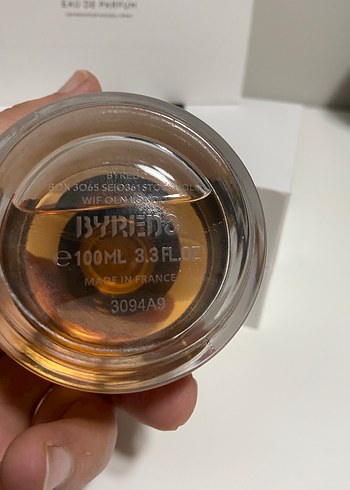 EAU DE PARFUM
BYREDO
BOX 3065 SE10361 STOCKHOLM
BYREDO
℮ 100ML 3.3 FL.OZ
MADE IN FRANCE
3094A9